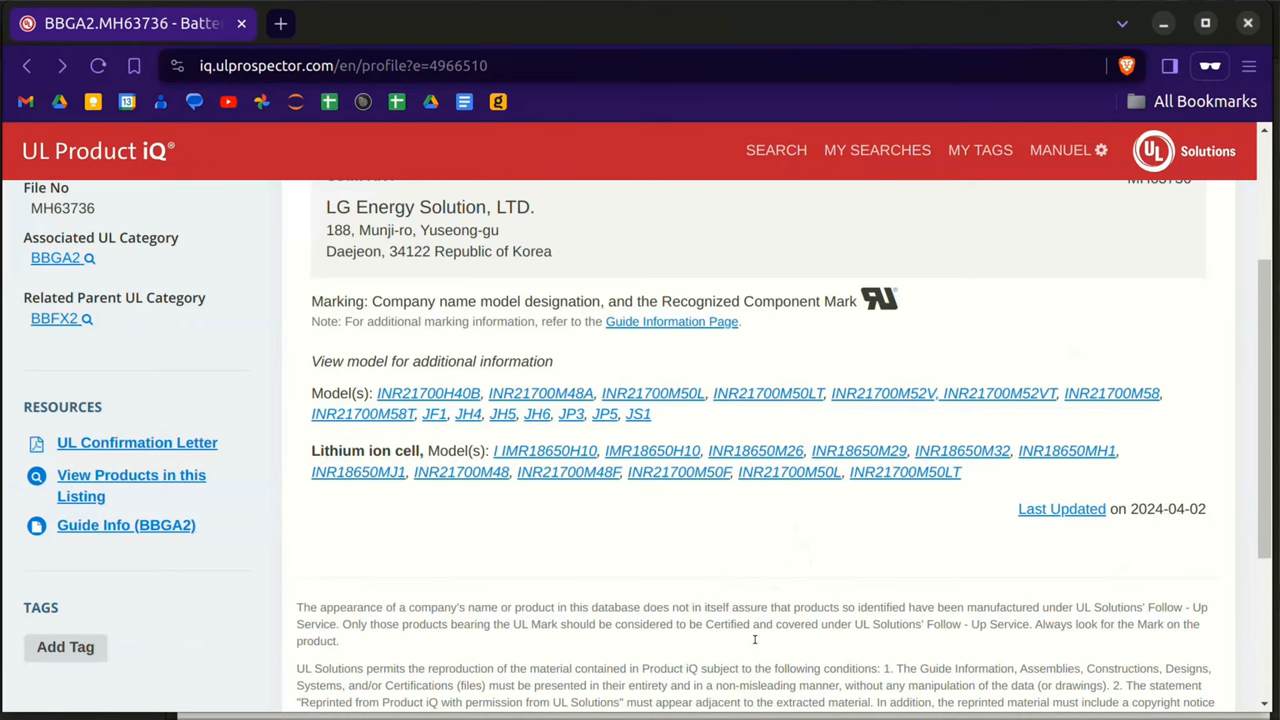 BBGA2.MH63736 - Batte
iq.ulprospector.com/en/profile?e=4966510
13
All Bookmarks
UL Product iQ®
SEARCH MY SEARCHES MY TAGS MANUEL
UL Solutions
File No
MH63736
Associated UL Category
BBGA2
Related Parent UL Category
BBFX2
RESOURCES
UL Confirmation Letter
View Products in this
Listing
Guide Info (BBGA2)
TAGS
Add Tag
MH63736
LG Energy Solution, LTD.
188, Munji-ro, Yuseong-gu
Daejeon, 34122 Republic of Korea
Marking: Company name model designation, and the Recognized Component Mark
Note: For additional marking information, refer to the Guide Information Page.
View model for additional information
Model(s): INR21700H40B, INR21700M48A, INR21700M50L, INR21700M50LT, INR21700M52V, INR21700M52VT, INR21700M58,
INR21700M58T, JF1, JH4, JH5, JH6, JP3, JP5, JS1
Lithium ion cell, Model(s): I IMR18650H10, IMR18650H10, INR18650M26, INR18650M29, INR18650M32, INR18650MH1,
INR18650MJ1, INR21700M48, INR21700M48F, INR21700M50F, INR21700M50L, INR21700M50LT
Last Updated on 2024-04-02
The appearance of a company's name or product in this database does not in itself assure that products so identified have been manufactured under UL Solutions' Follow - Up
Service. Only those products bearing the UL Mark should be considered to be Certified and covered under UL Solutions' Follow - Up Service. Always look for the Mark on the
product.
UL Solutions permits the reproduction of the material contained in Product iQ subject to the following conditions: 1. The Guide Information, Assemblies, Constructions, Designs,
Systems, and/or Certifications (files) must be presented in their entirety and in a non-misleading manner, without any manipulation of the data (or drawings). 2. The statement
"Reprinted from Product iQ with permission from UL Solutions" must appear adjacent to the extracted material. In addition, the reprinted material must include a copyright notice